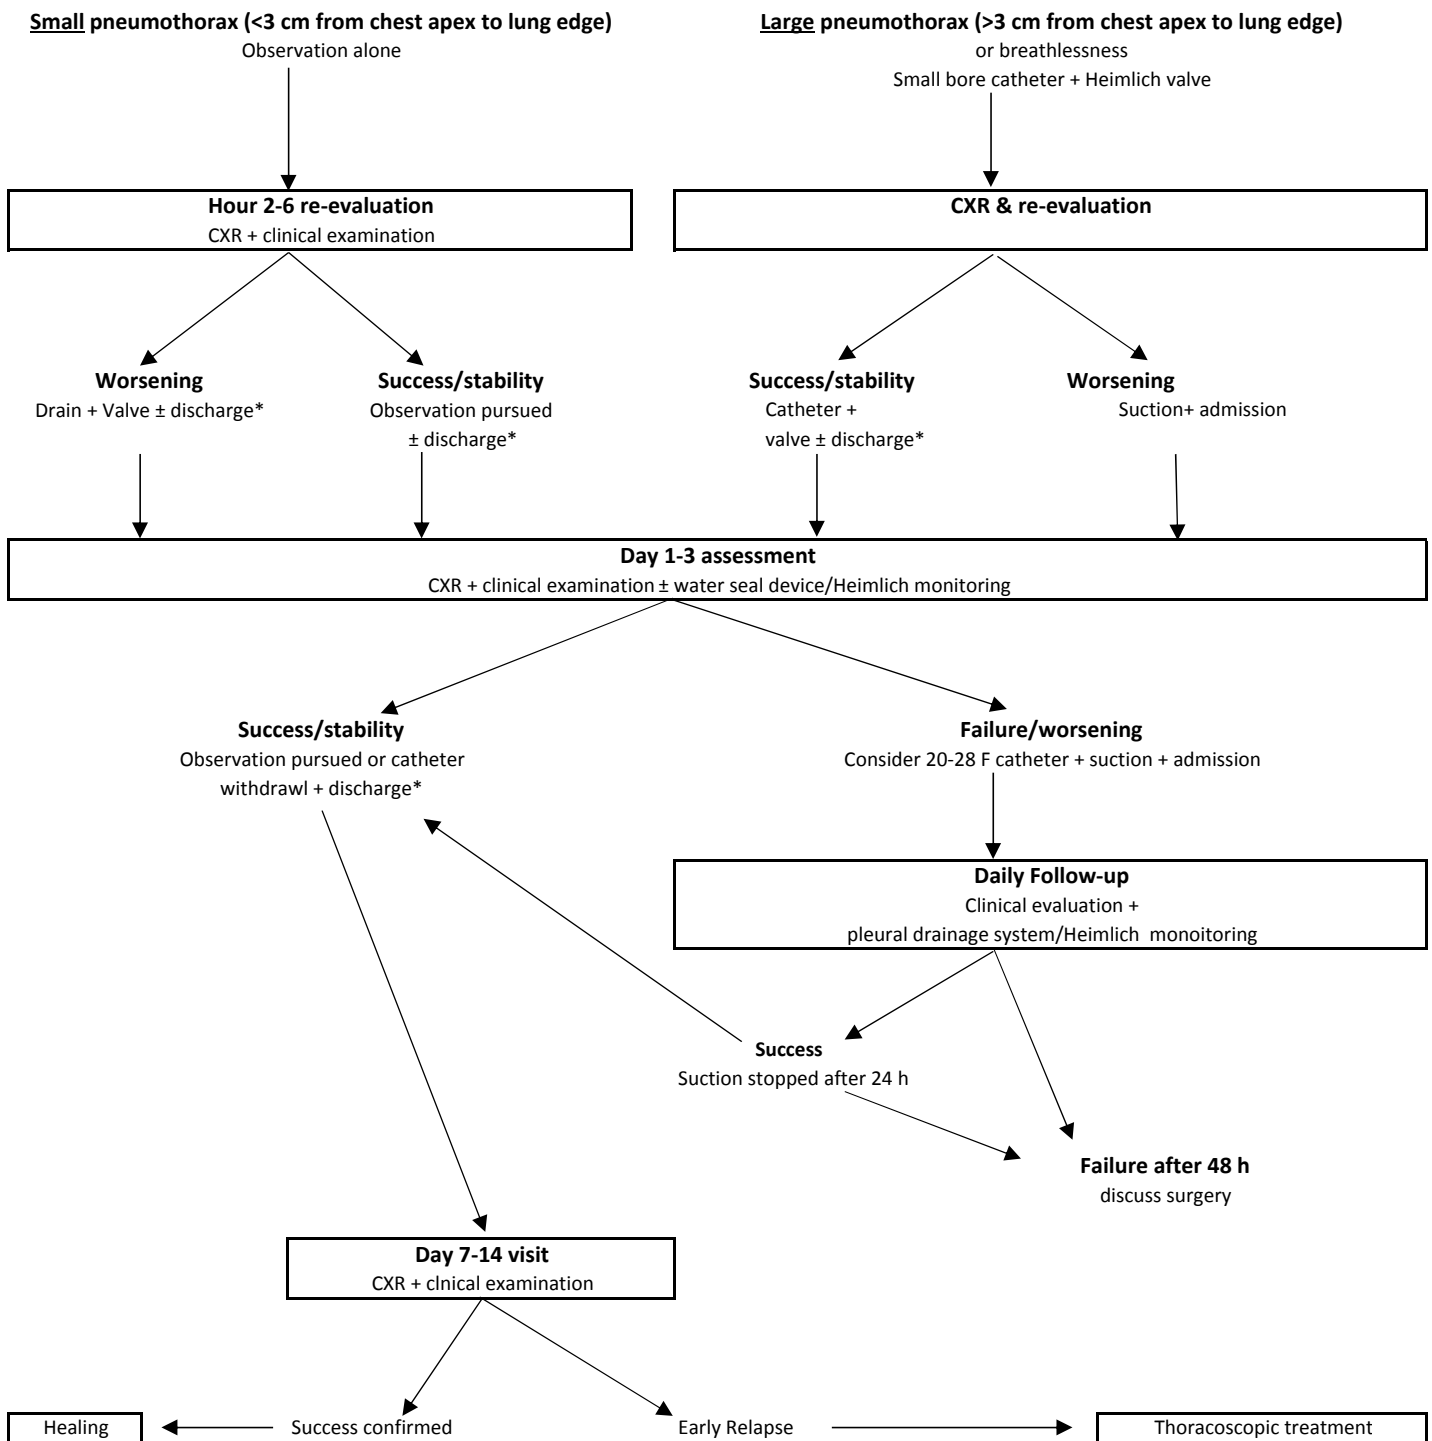 Small pneumothorax (<3 cm from chest apex to lung edge)
Observation alone
Large pneumothorax (>3 cm from chest apex to lung edge)
or breathlessness
Small bore catheter + Heimlich valve
Hour 2-6 re-evaluation
CXR + clinical examination
CXR & re-evaluation
Worsening
Drain + Valve ± discharge*
Success/stability
Observation pursued
± discharge*
Success/stability
Catheter +
valve ± discharge*
Worsening
Suction+ admission
Day 1-3 assessment
CXR + clinical examination ± water seal device/Heimlich monitoring
Success/stability
Observation pursued or catheter
withdrawl + discharge*
Failure/worsening
Consider 20-28 F catheter + suction + admission
Daily Follow-up
Clinical evaluation +
pleural drainage system/Heimlich monoitoring
Success
Suction stopped after 24 h
Failure after 48 h
discuss surgery
Day 7-14 visit
CXR + clnical examination
Healing
Success confirmed
Early Relapse
Thoracoscopic treatment